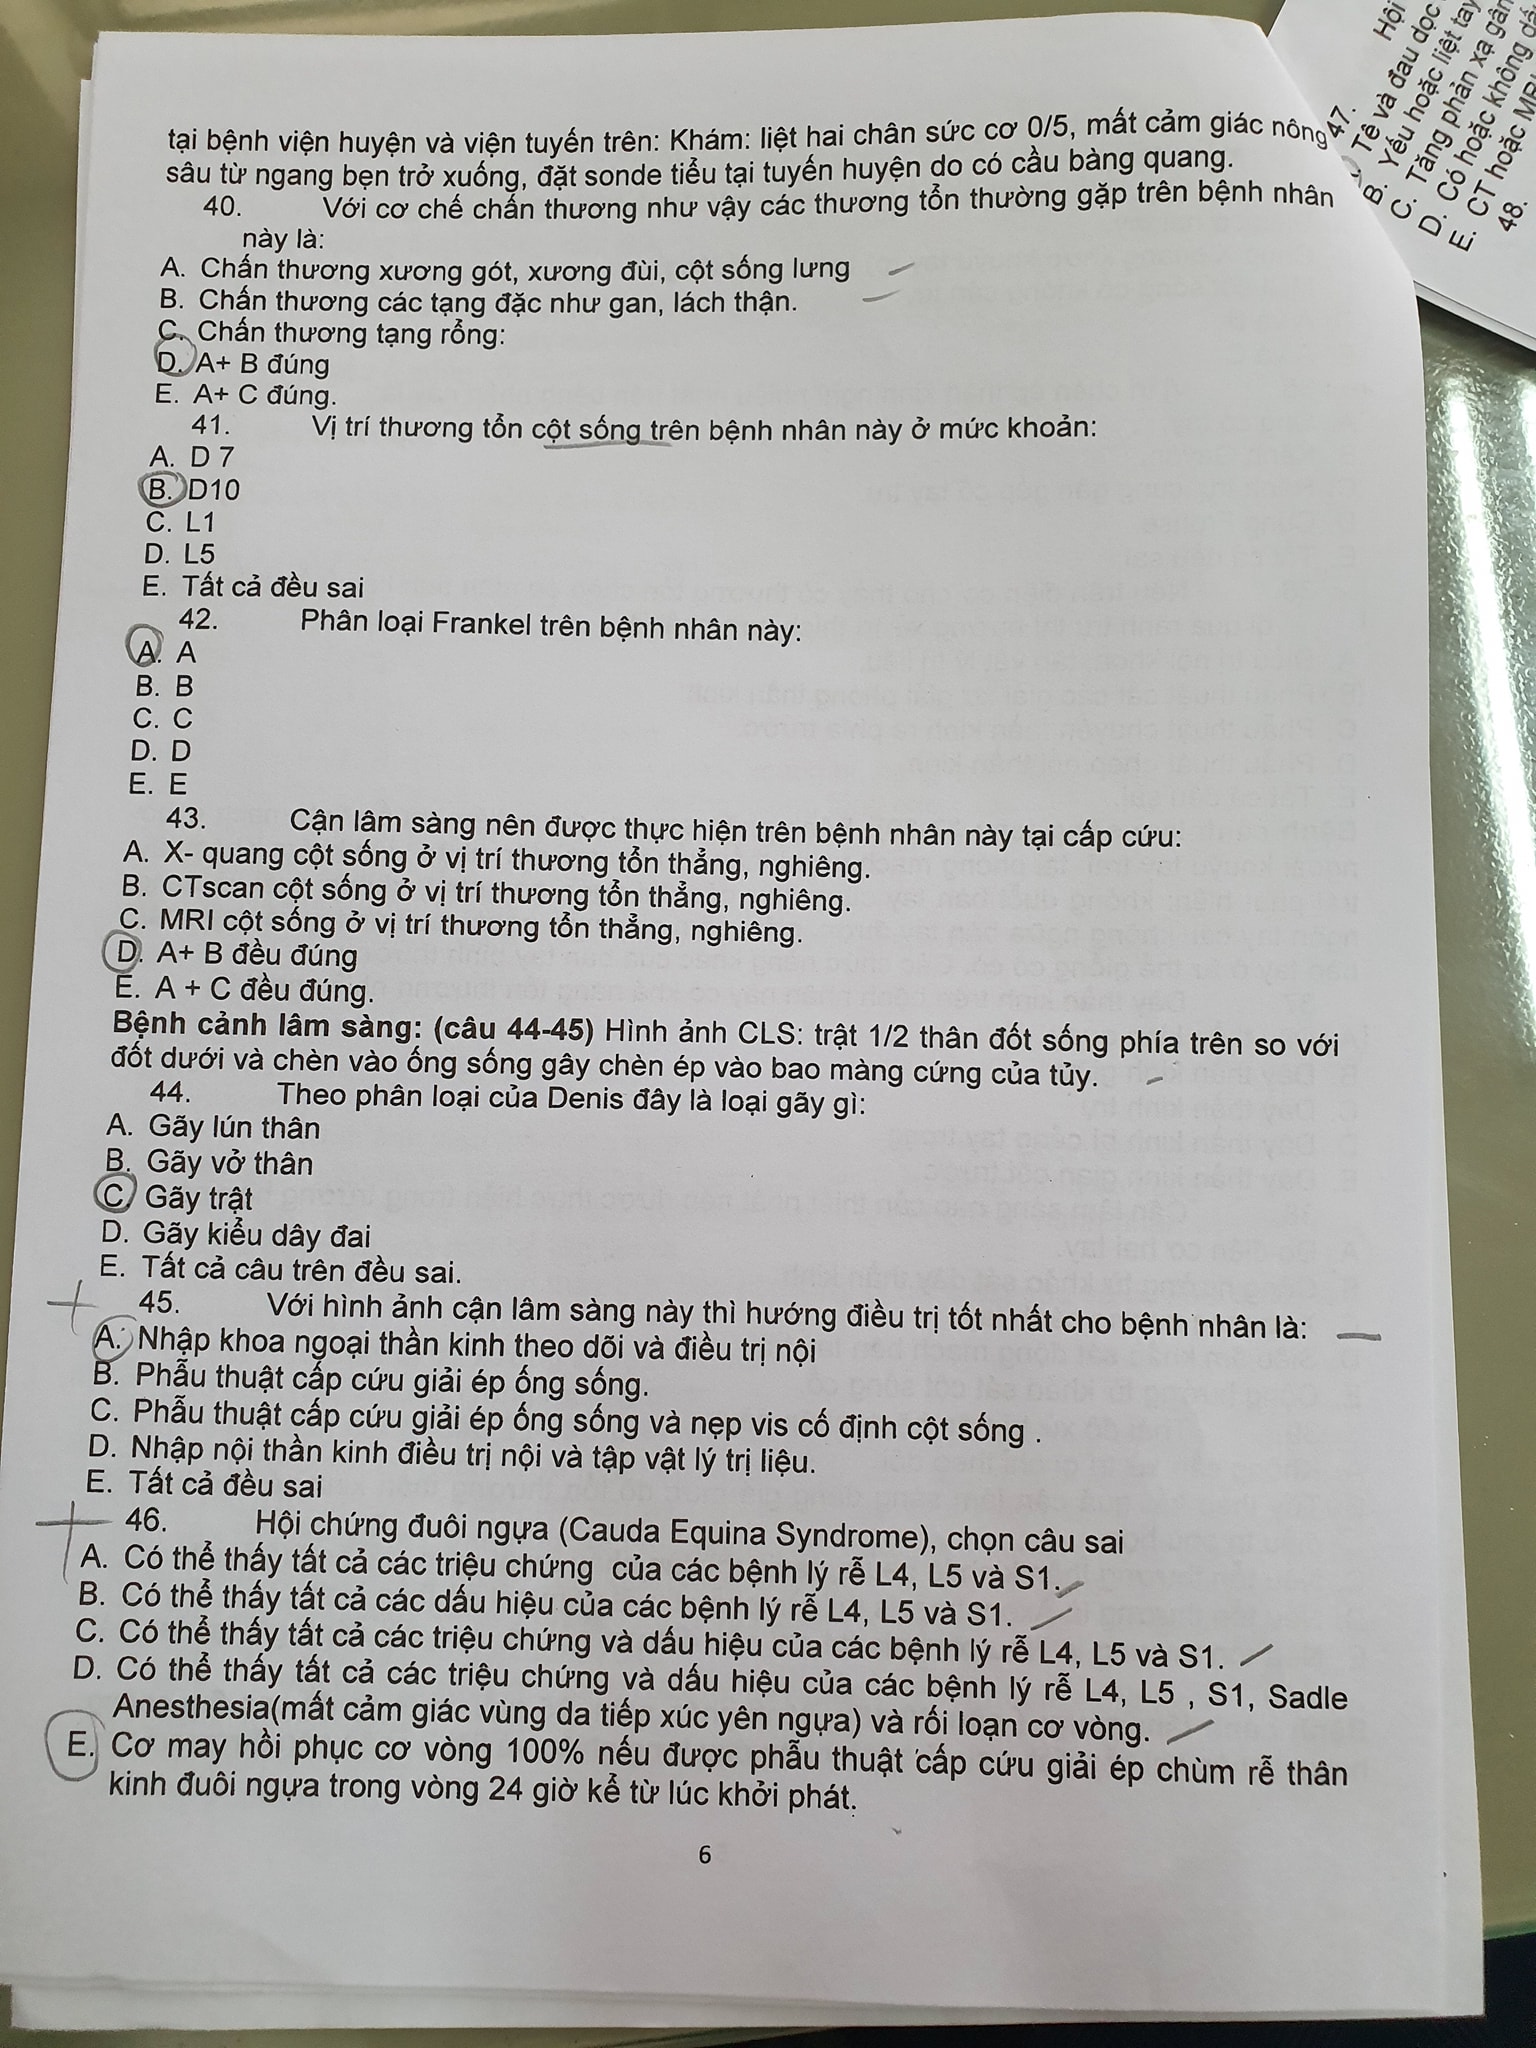 tại bệnh viện huyện và viện tuyến trên: Khám: liệt hai chân sức cơ 0/5, mất cảm giác nông
sâu từ ngang bẹn trở xuống, đặt sonde tiểu tại tuyến huyện do có cầu bàng quang.
40. Với cơ chế chấn thương như vậy các thương tổn thường gặp trên bệnh nhân
này là:
A. Chấn thương xương gót, xương đùi, cột sống lưng
B. Chấn thương các tạng đặc như gan, lách thận.
C. Chấn thương tạng rỗng:
D. A+ B đúng
E. A+ C đúng.
41. Vị trí thương tổn cột sống trên bệnh nhân này ở mức khoản:
A. D 7
B. D10
C. L1
D. L5
E. Tất cả đều sai
42. Phân loại Frankel trên bệnh nhân này:
A. A
B. B
C. C
D. D
E. E
43. Cận lâm sàng nên được thực hiện trên bệnh nhân này tại cấp cứu:
A. X- quang cột sống ở vị trí thương tổn thẳng, nghiêng.
B. CTscan cột sống ở vị trí thương tổn thẳng, nghiêng.
C. MRI cột sống ở vị trí thương tổn thẳng, nghiêng.
D. A+ B đều đúng
E. A + C đều đúng.
Bệnh cảnh lâm sàng: (câu 44-45) Hình ảnh CLS: trật 1/2 thân đốt sống phía trên so với
đốt dưới và chèn vào ống sống gây chèn ép vào bao màng cứng của tủy.
44. Theo phân loại của Denis đây là loại gãy gì:
A. Gãy lún thân
B. Gãy vở thân
C. Gãy trật
D. Gãy kiểu dây đai
E. Tất cả câu trên đều sai.
45. Với hình ảnh cận lâm sàng này thì hướng điều trị tốt nhất cho bệnh nhân là:
A. Nhập khoa ngoại thần kinh theo dõi và điều trị nội
B. Phẫu thuật cấp cứu giải ép ống sống.
C. Phẫu thuật cấp cứu giải ép ống sống và nẹp vis cố định cột sống .
D. Nhập nội thần kinh điều trị nội và tập vật lý trị liệu.
E. Tất cả đều sai
46. Hội chứng đuôi ngựa (Cauda Equina Syndrome), chọn câu sai
A. Có thể thấy tất cả các triệu chứng của các bệnh lý rễ L4, L5 và S1.
B. Có thể thấy tất cả các dấu hiệu của các bệnh lý rễ L4, L5 và S1.
C. Có thể thấy tất cả các triệu chứng và dấu hiệu của các bệnh lý rễ L4, L5 và S1.
D. Có thể thấy tất cả các triệu chứng và dấu hiệu của các bệnh lý rễ L4, L5 , S1, Sadle
Anesthesia(mất cảm giác vùng da tiếp xúc yên ngựa) và rối loạn cơ vòng.
E. Cơ may hồi phục cơ vòng 100% nếu được phẫu thuật cấp cứu giải ép chùm rễ thân
kinh đuôi ngựa trong vòng 24 giờ kể từ lúc khởi phát.
6
47. Hội
Tê và đau dọc
B. Yếu hoặc liệt tay
C. Tăng phản xạ gân
D. Có hoặc không
E. CT hoặc MRI
48.